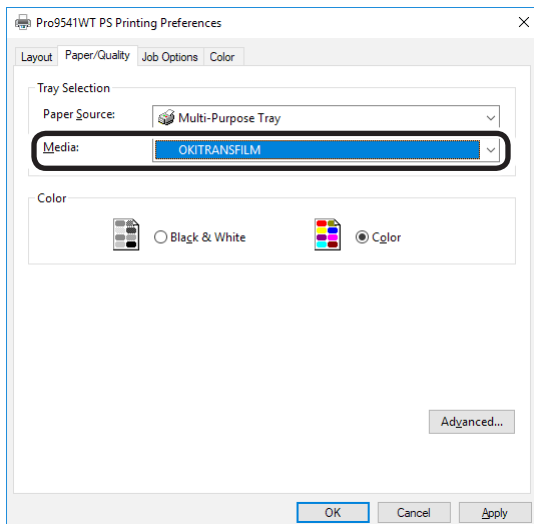 Pro9541WT PS Printing Preferences
Layout Paper/Quality Job Options Color
Tray Selection
Paper Source: Multi-Purpose Tray
Media: OKITRANSFILM
Color
Black & White Color
Advanced...
OK Cancel Apply